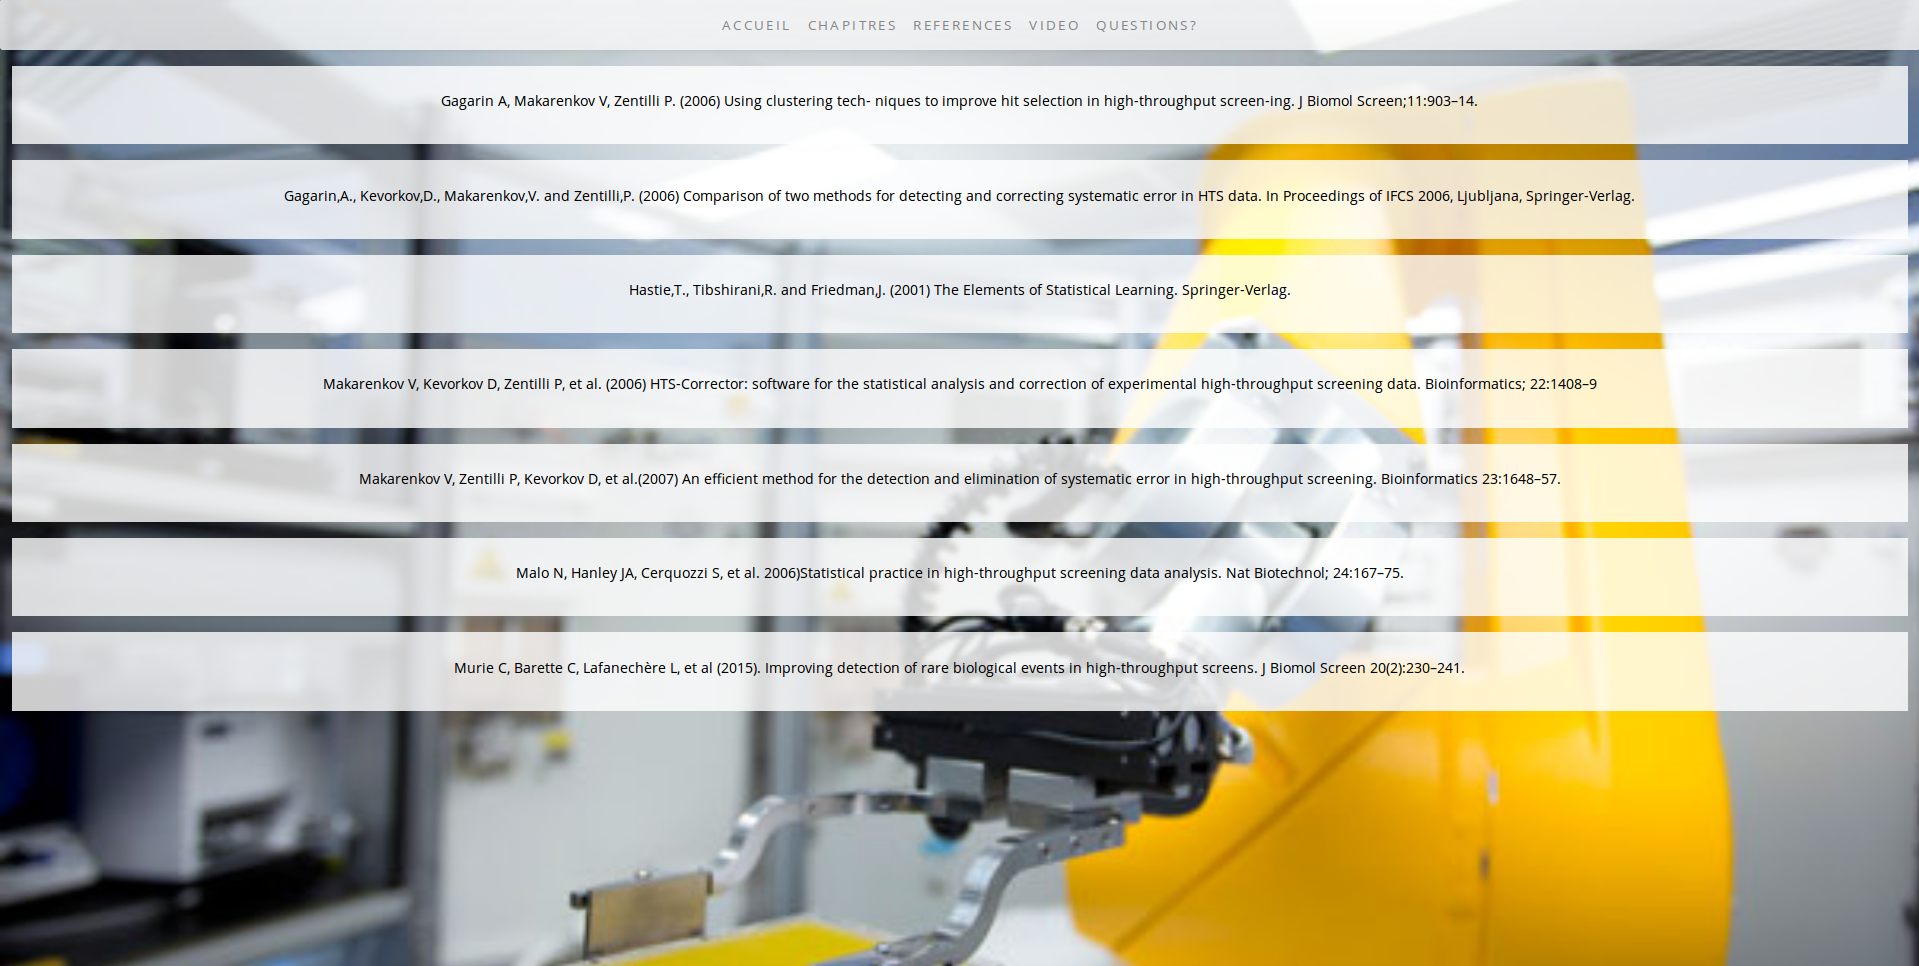 ACCUEIL CHAPITRES REFERENCES VIDEO QUESTIONS?
Gagarin A, Makarenkov V, Zentilli P. (2006) Using clustering tech- niques to improve hit selection in high-throughput screen-ing. J Biomol Screen;11:903–14.
Gagarin,A., Kevorkov,D., Makarenkov,V. and Zentilli,P. (2006) Comparison of two methods for detecting and correcting systematic error in HTS data. In Proceedings of IFCS 2006, Ljubljana, Springer-Verlag.
Hastie,T., Tibshirani,R. and Friedman,J. (2001) The Elements of Statistical Learning. Springer-Verlag.
Makarenkov V, Kevorkov D, Zentilli P, et al. (2006) HTS-Corrector: software for the statistical analysis and correction of experimental high-throughput screening data. Bioinformatics; 22:1408–9
Makarenkov V, Zentilli P, Kevorkov D, et al.(2007) An efficient method for the detection and elimination of systematic error in high-throughput screening. Bioinformatics 23:1648–57.
Malo N, Hanley JA, Cerquozzi S, et al. 2006)Statistical practice in high-throughput screening data analysis. Nat Biotechnol; 24:167–75.
Murie C, Barette C, Lafanechère L, et al (2015). Improving detection of rare biological events in high-throughput screens. J Biomol Screen 20(2):230–241.